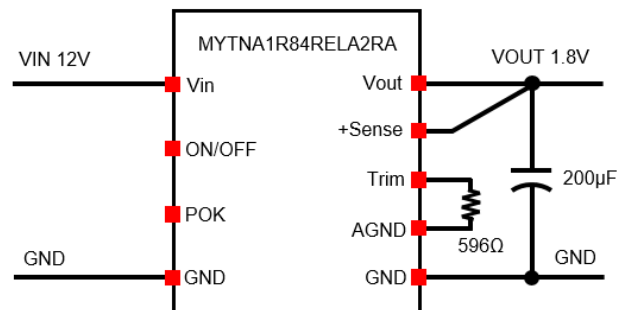 MYTNA1R84RELA2RA
VIN 12V
VOUT 1.8V
Vin
Vout
+Sense
ON/OFF
Trim
200µF
POK
AGND
596Ω
GND
GND
GND
GND